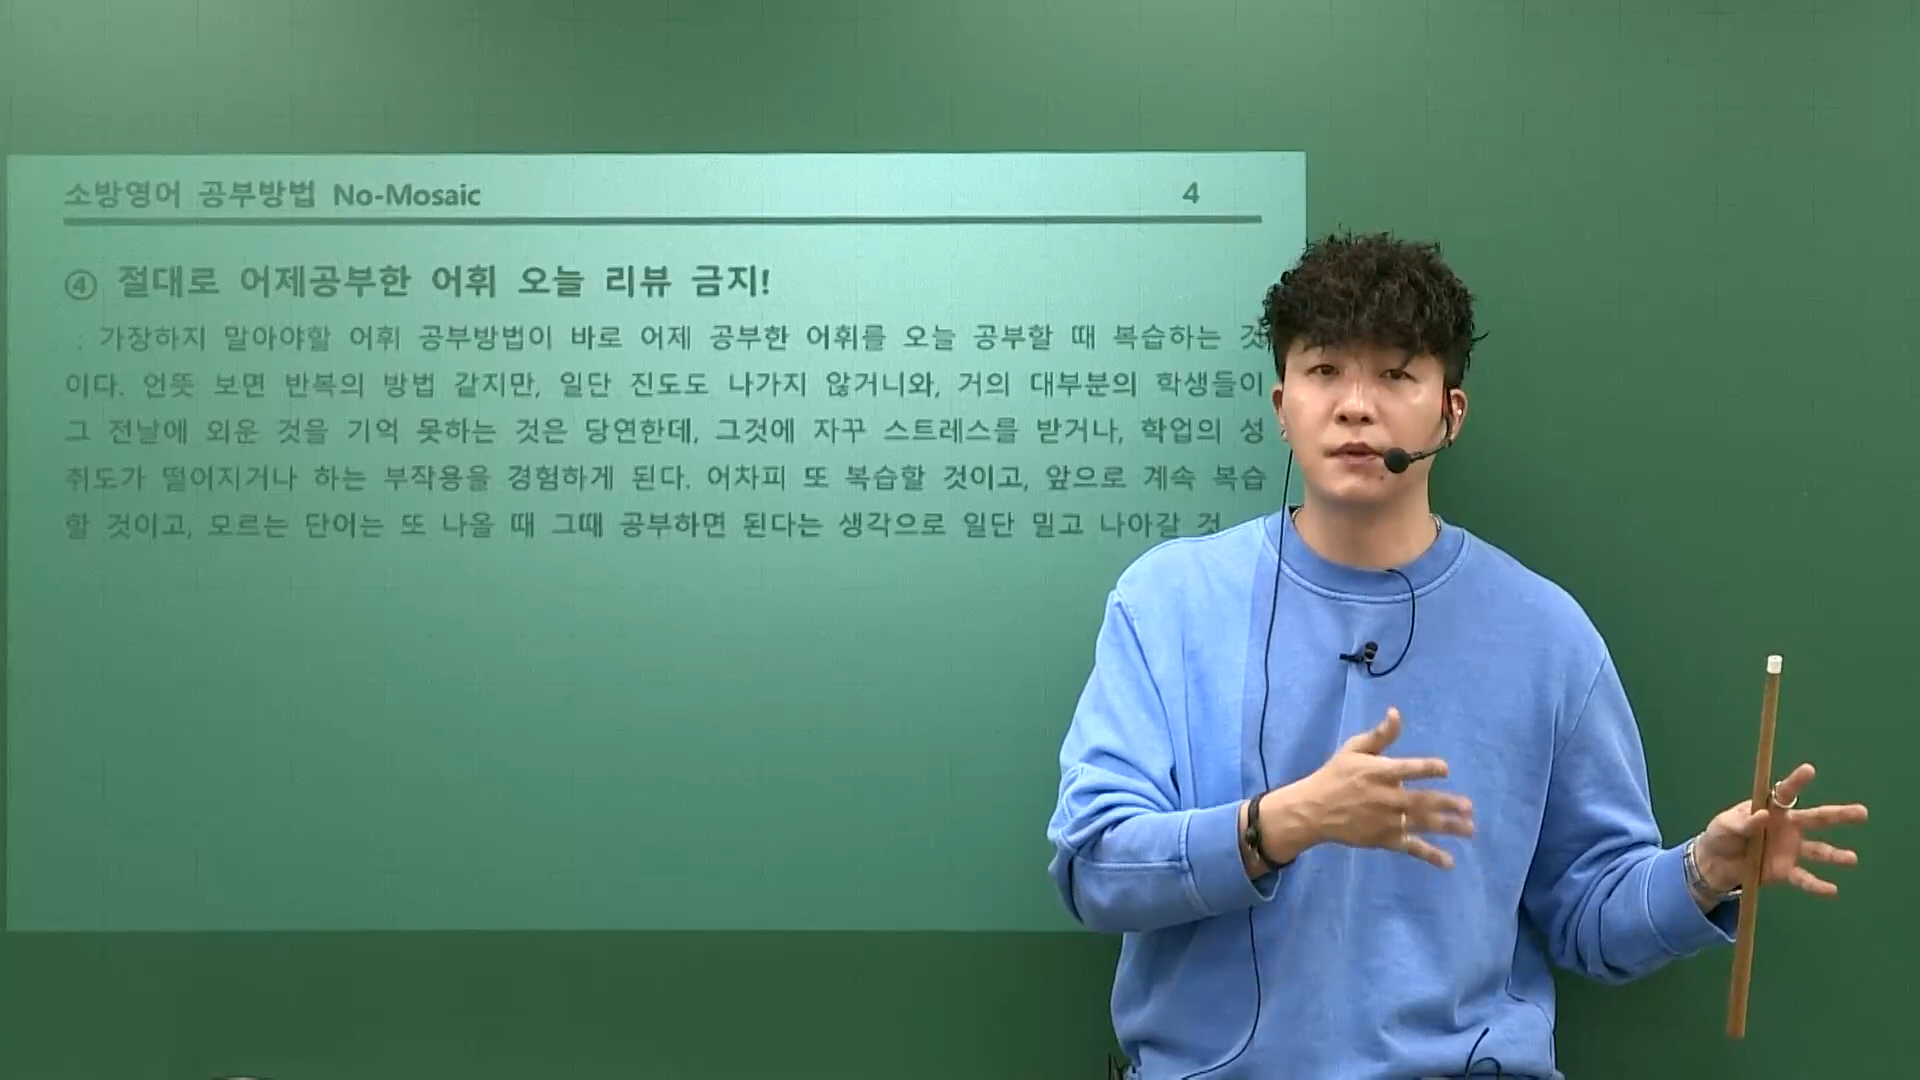 소방영어 공부방법 No-Mosaic 4
④ 절대로 어제공부한 어휘 오늘 리뷰 금지!
: 가장하지 말아야할 어휘 공부방법이 바로 어제 공부한 어휘를 오늘 공부할 때 복습하는 것
이다. 언뜻 보면 반복의 방법 같지만, 일단 진도도 나가지 않거니와, 거의 대부분의 학생들이
그 전날에 외운 것을 기억 못하는 것은 당연한데, 그것에 자꾸 스트레스를 받거나, 학업의 성
취도가 떨어지거나 하는 부작용을 경험하게 된다. 어차피 또 복습할 것이고, 앞으로 계속 복습
할 것이고, 모르는 단어는 또 나올 때 그때 공부하면 된다는 생각으로 일단 밀고 나아갈 것